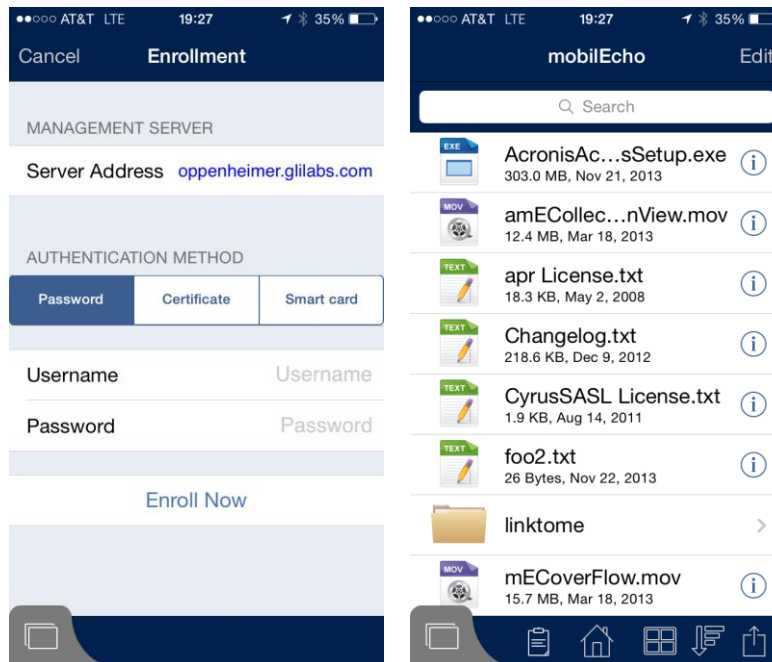 AT&T LTE 19:27 35%
Cancel Enrollment
MANAGEMENT SERVER
Server Address oppenheimer.glilabs.com
AUTHENTICATION METHOD
Password Certificate Smart card
Username Username
Password Password
Enroll Now
AT&T LTE 19:27 35%
mobilEcho Edit
Search
EXE
AcronisAc...sSetup.exe
303.0 MB, Nov 21, 2013
MOV
amECollec...nView.mov
12.4 MB, Mar 18, 2013
TEXT
apr License.txt
18.3 KB, May 2, 2008
TEXT
Changelog.txt
218.6 KB, Dec 9, 2012
TEXT
CyrusSASL License.txt
1.9 KB, Aug 14, 2011
TEXT
foo2.txt
26 Bytes, Nov 22, 2013
linktome
MOV
mECoverFlow.mov
15.7 MB, Mar 18, 2013